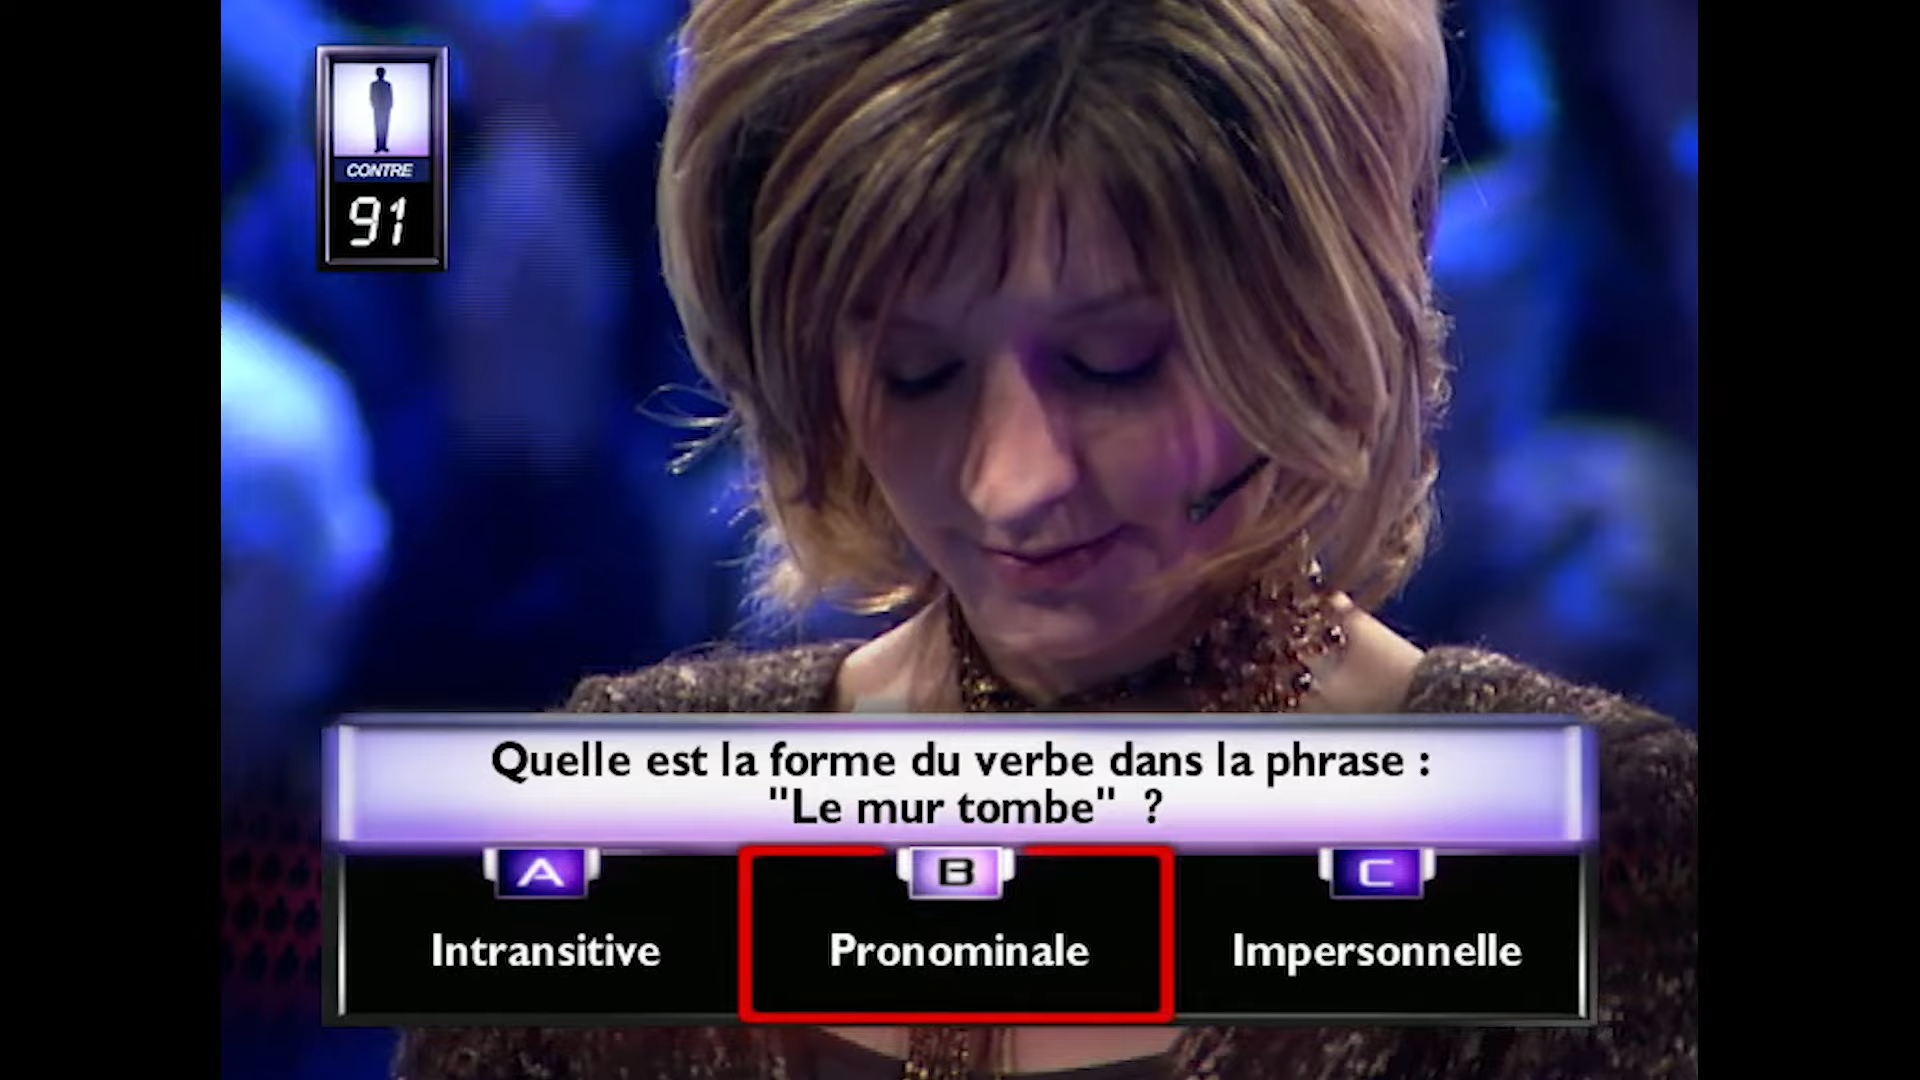 CONTRE
91
Quelle est la forme du verbe dans la phrase :
"Le mur tombe" ?
A
B
C
Intransitive
Pronominale
Impersonnelle